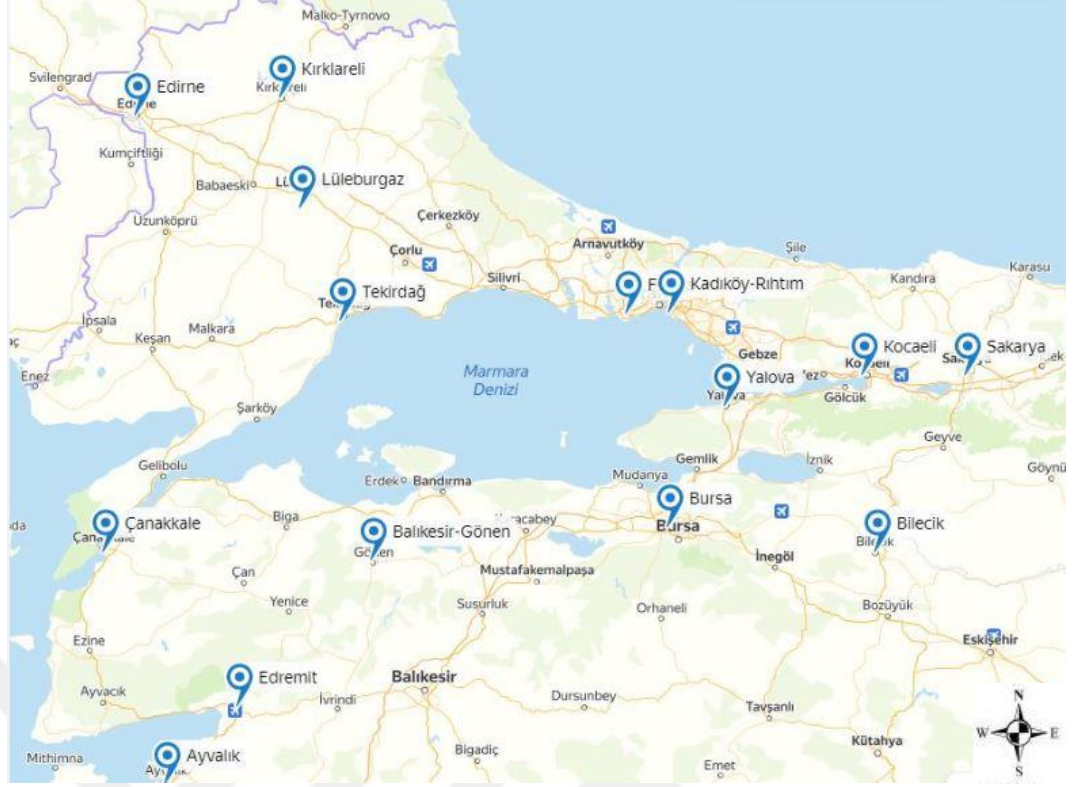 Malko-Tyrnovo
Kırklareli
Svilengrad
Edirne
Kumçiftliği
Babaeski
Lüleburgaz
Uzunköprü
Çerkezköy
Arnavutköy
Şile
Çorlu
Silivri
Kandıra
Karasu
Kadıköy-Rıhtım
Tekirdağ
İpsala
Malkara
Keşan
Enez
Marmara
Denizi
Gebze
Kocaeli
Sakarya
Yalova
Gölcük
Şarköy
Geyve
Gelibolu
Erdek
Bandırma
Mudanya
Gemlik
İznik
Göynü
Çanakkale
Biga
Balıkesir-Gönen
Bursa
Bursa
Bilecik
İnegöl
Çan
Mustafakemalpaşa
Yenice
Susurluk
Orhaneli
Bozüyük
Ezine
Eskişehir
Edremit
Ayvacık
İvrindi
Balıkesir
Dursunbey
Tavşanlı
N
W
E
S
Mithimna
Ayvalık
Bigadiç
Emet
Kütahya